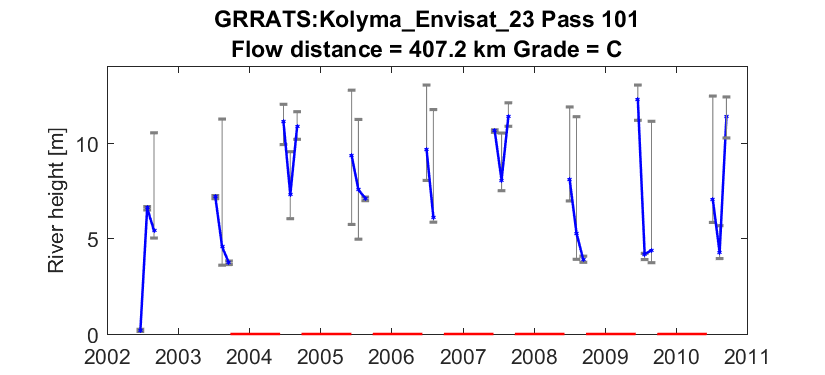 GRRATS:Kolyma_Envisat_23 Pass 101
Flow distance = 407.2 km Grade = C
River height [m]
10
5
0
2002 2003 2004 2005 2006 2007 2008 2009 2010 2011